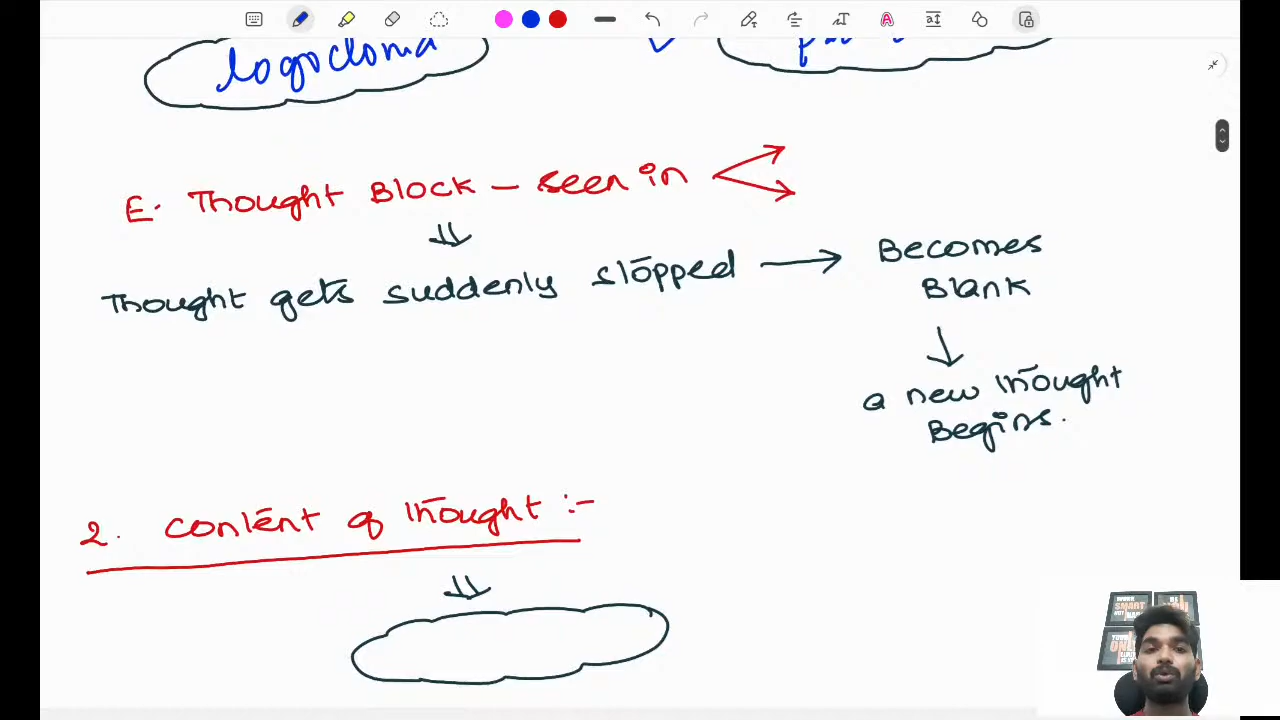 logoclonia
E. Thought Block – seen in
Thought gets suddenly stopped
Becomes
Blank
a new thought
Begins.
2. Content of thought :-